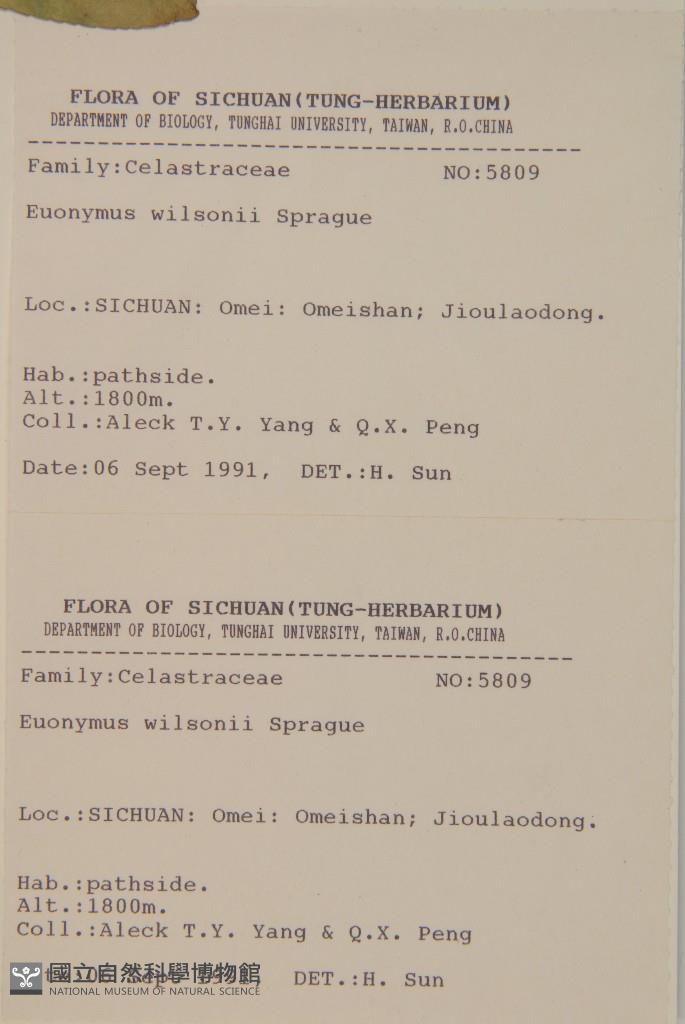 FLORA OF SICHUAN(TUNG-HERBARIUM)
DEPARTMENT OF BIOLOGY, TUNGHAI UNIVERSITY, TAIWAN, R.O.CHINA
----------------------------------------
Family:Celastraceae NO:5809
Euonymus wilsonii Sprague
Loc.:SICHUAN: Omei: Omeishan; Jioulaodong.
Hab.:pathside.
Alt.:1800m.
Coll.:Aleck T.Y. Yang & Q.X. Peng
Date:06 Sept 1991, DET.:H. Sun
FLORA OF SICHUAN(TUNG-HERBARIUM)
DEPARTMENT OF BIOLOGY, TUNGHAI UNIVERSITY, TAIWAN, R.O.CHINA
----------------------------------------
Family:Celastraceae NO:5809
Euonymus wilsonii Sprague
Loc.:SICHUAN: Omei: Omeishan; Jioulaodong.
Hab.:pathside.
Alt.:1800m.
Coll.:Aleck T.Y. Yang & Q.X. Peng
DET.:H. Sun
國立自然科學博物館
NATIONAL MUSEUM OF NATURAL SCIENCE